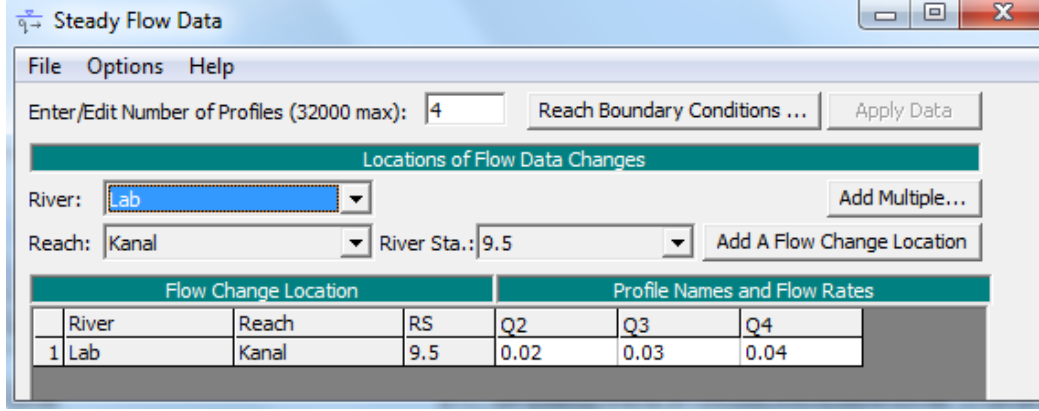 Steady Flow Data
File Options Help
Enter/Edit Number of Profiles (32000 max): 4 Reach Boundary Conditions ... Apply Data
Locations of Flow Data Changes
River: Lab Add Multiple...
Reach: Kanal River Sta.: 9.5 Add A Flow Change Location
Flow Change Location Profile Names and Flow Rates
River Reach RS Q2 Q3 Q4
1 Lab Kanal 9.5 0.02 0.03 0.04